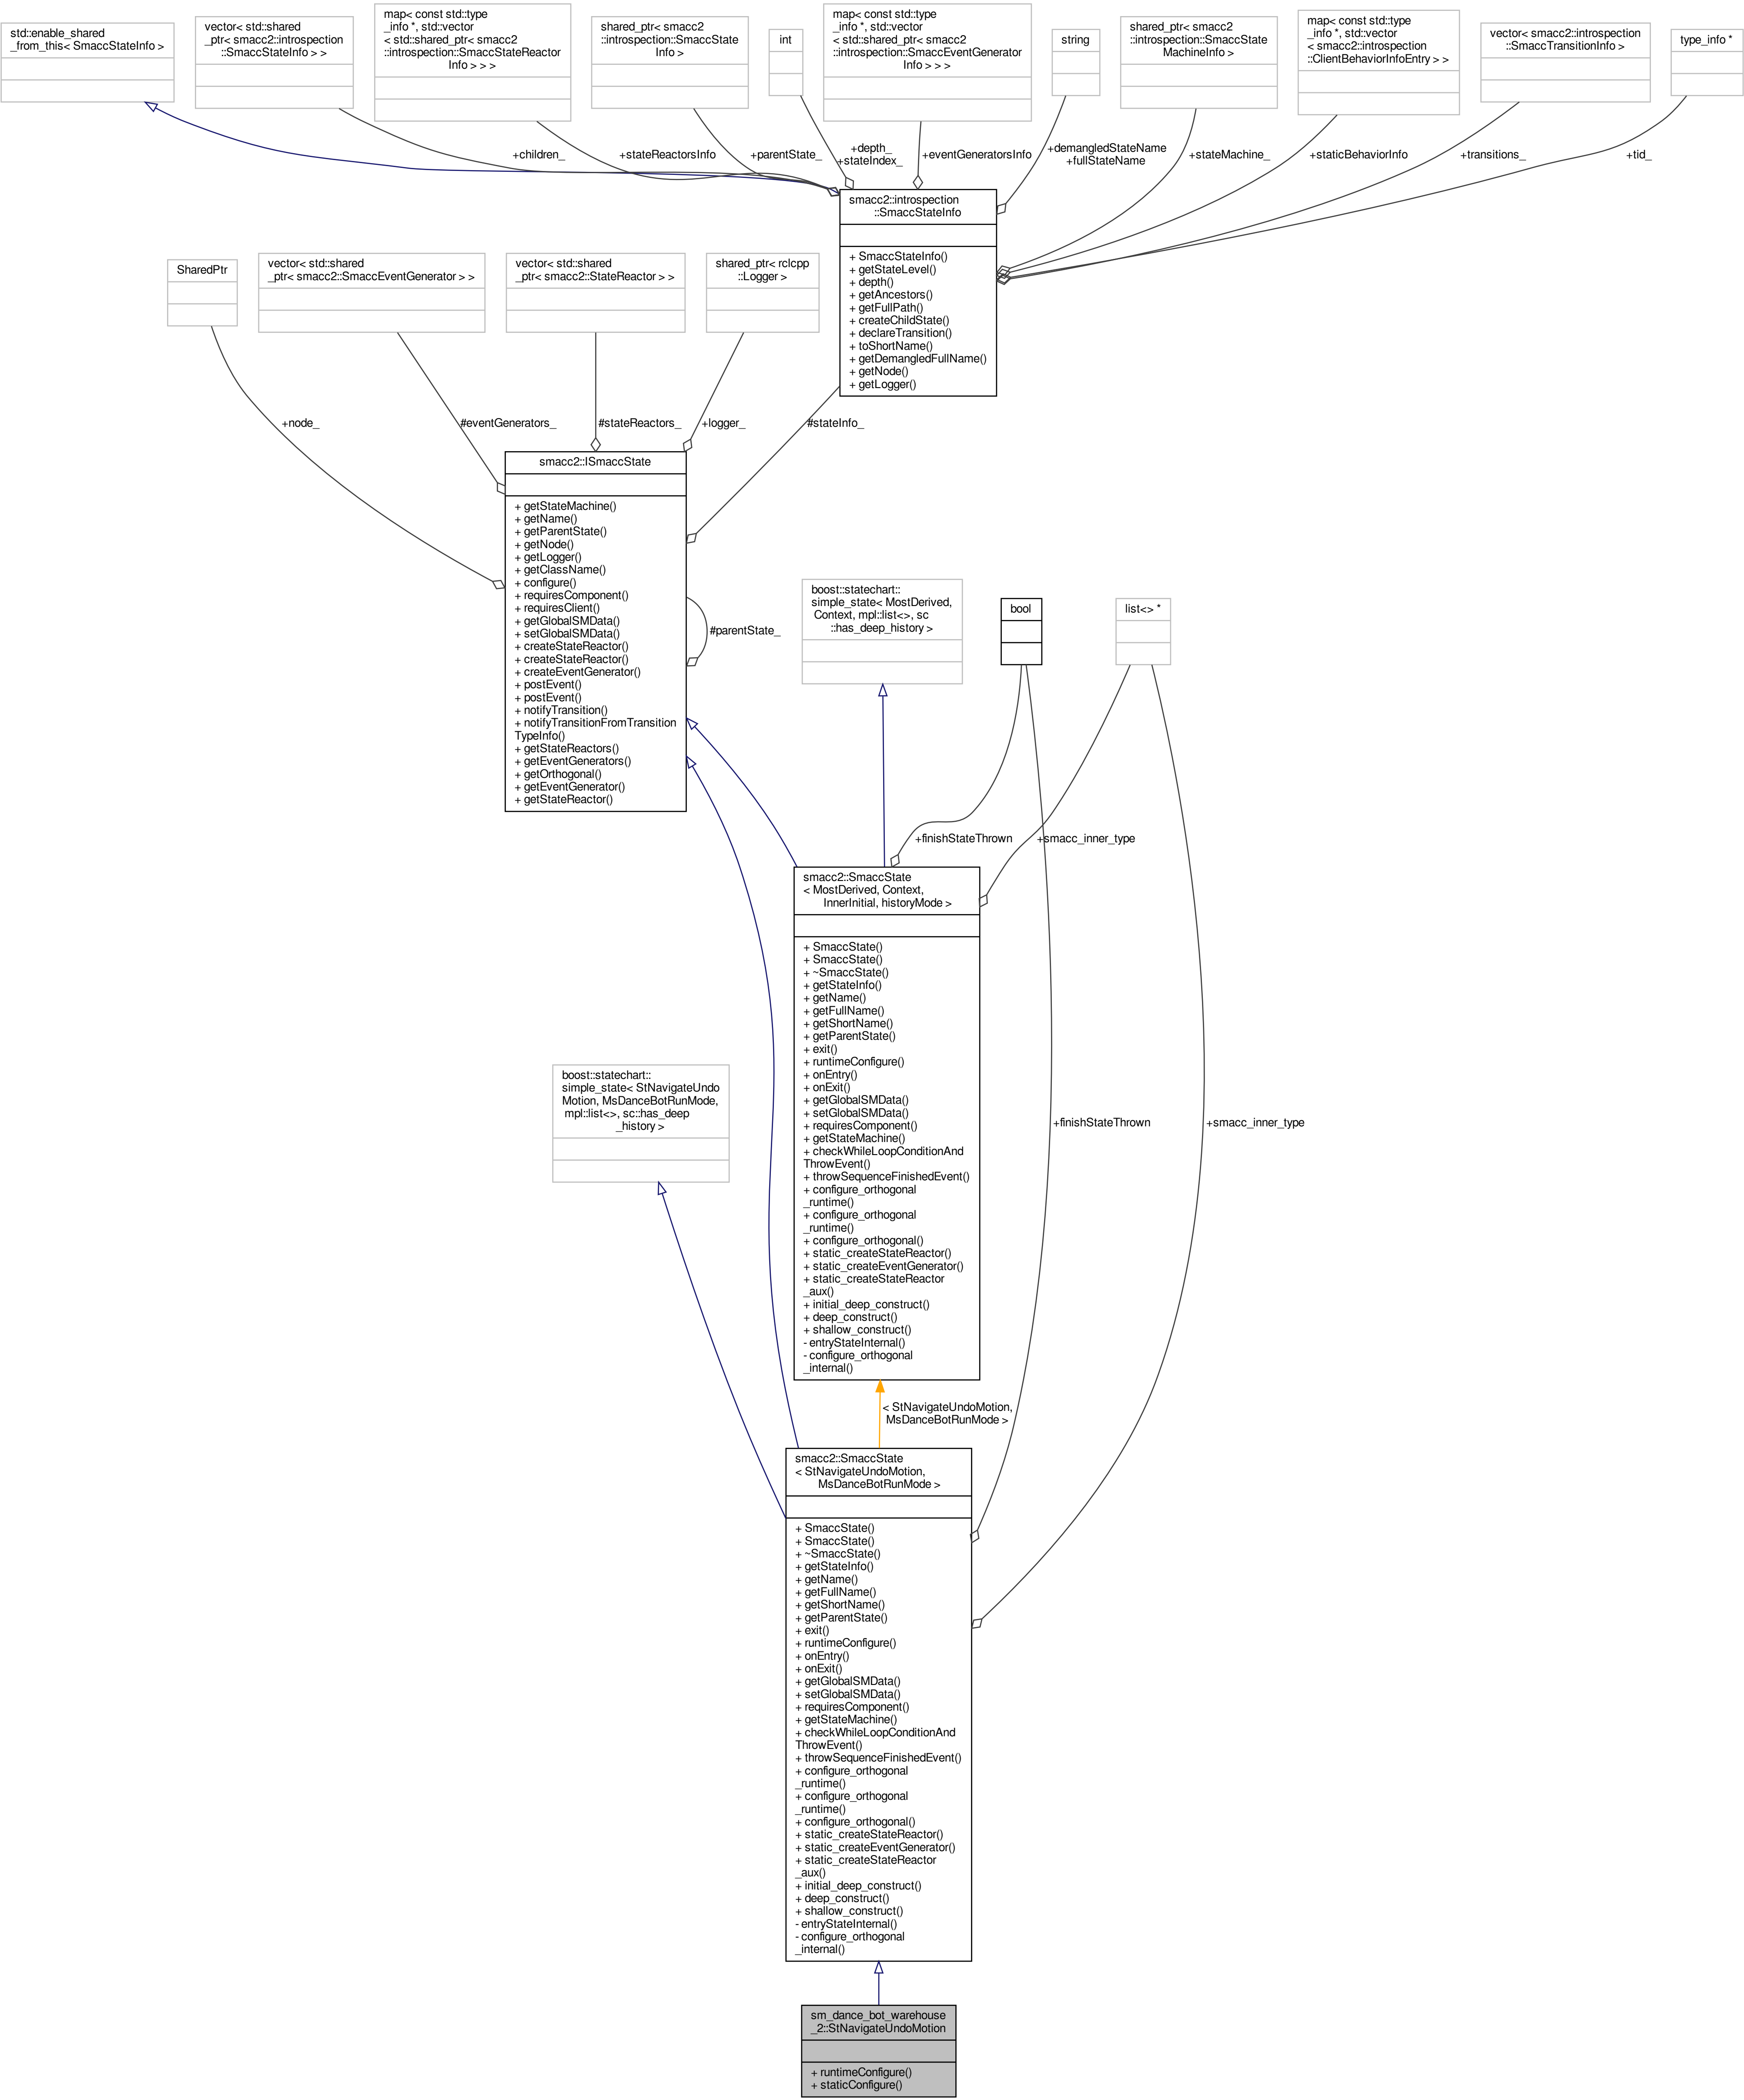 std::enable_shared
_from_this< SmaccStateInfo >
vector< std::shared
_ptr< smacc2::introspection
::SmaccStateInfo > >
map< const std::type
_info *, std::vector
< std::shared_ptr< smacc2
::introspection::SmaccStateReactor
Info > > >
shared_ptr< smacc2
::introspection::SmaccState
Info >
int
map< const std::type
_info *, std::vector
< std::shared_ptr< smacc2
::introspection::SmaccEventGenerator
Info > > >
string
shared_ptr< smacc2
::introspection::SmaccState
MachineInfo >
map< const std::type
_info *, std::vector
< smacc2::introspection
::ClientBehaviorInfoEntry > >
vector< smacc2::introspection
::SmaccTransitionInfo >
type_info *
+children_
+stateReactorsInfo
+parentState_
+depth_
+stateIndex_
+eventGeneratorsInfo
+demangledStateName
+fullStateName
+stateMachine_
+staticBehaviorInfo
+transitions_
+tid_
smacc2::introspection
::SmaccStateInfo
+ SmaccStateInfo()
+ getStateLevel()
+ depth()
+ getAncestors()
+ getFullPath()
+ createChildState()
+ declareTransition()
+ toShortName()
+ getDemangledFullName()
+ getNode()
+ getLogger()
SharedPtr
vector< std::shared
_ptr< smacc2::SmaccEventGenerator > >
vector< std::shared
_ptr< smacc2::StateReactor > >
shared_ptr< rclcpp
::Logger >
+node_
#eventGenerators_
#stateReactors_
+logger_
#stateInfo_
smacc2::ISmaccState
+ getStateMachine()
+ getName()
+ getParentState()
+ getNode()
+ getLogger()
+ getClassName()
+ configure()
+ requiresComponent()
+ requiresClient()
+ getGlobalSMData()
+ setGlobalSMData()
+ createStateReactor()
+ createStateReactor()
+ createEventGenerator()
+ postEvent()
+ postEvent()
+ notifyTransition()
+ notifyTransitionFromTransition
TypeInfo()
+ getStateReactors()
+ getEventGenerators()
+ getOrthogonal()
+ getEventGenerator()
+ getStateReactor()
#parentState_
boost::statechart::
simple_state< MostDerived,
Context, mpl::list<>, sc
::has_deep_history >
bool
list<> *
+finishStateThrown
+smacc_inner_type
smacc2::SmaccState
< MostDerived, Context,
InnerInitial, historyMode >
+ SmaccState()
+ SmaccState()
+ ~SmaccState()
+ getStateInfo()
+ getName()
+ getFullName()
+ getShortName()
+ getParentState()
+ exit()
+ runtimeConfigure()
+ onEntry()
+ onExit()
+ getGlobalSMData()
+ setGlobalSMData()
+ requiresComponent()
+ getStateMachine()
+ checkWhileLoopConditionAnd
ThrowEvent()
+ throwSequenceFinishedEvent()
+ configure_orthogonal
_runtime()
+ configure_orthogonal
_runtime()
+ configure_orthogonal()
+ static_createStateReactor()
+ static_createEventGenerator()
+ static_createStateReactor
_aux()
+ initial_deep_construct()
+ deep_construct()
+ shallow_construct()
- entryStateInternal()
- configure_orthogonal
_internal()
boost::statechart::
simple_state< StNavigateUndo
Motion, MsDanceBotRunMode,
mpl::list<>, sc::has_deep
_history >
+finishStateThrown
+smacc_inner_type
< StNavigateUndoMotion,
MsDanceBotRunMode >
smacc2::SmaccState
< StNavigateUndoMotion,
MsDanceBotRunMode >
+ SmaccState()
+ SmaccState()
+ ~SmaccState()
+ getStateInfo()
+ getName()
+ getFullName()
+ getShortName()
+ getParentState()
+ exit()
+ runtimeConfigure()
+ onEntry()
+ onExit()
+ getGlobalSMData()
+ setGlobalSMData()
+ requiresComponent()
+ getStateMachine()
+ checkWhileLoopConditionAnd
ThrowEvent()
+ throwSequenceFinishedEvent()
+ configure_orthogonal
_runtime()
+ configure_orthogonal
_runtime()
+ configure_orthogonal()
+ static_createStateReactor()
+ static_createEventGenerator()
+ static_createStateReactor
_aux()
+ initial_deep_construct()
+ deep_construct()
+ shallow_construct()
- entryStateInternal()
- configure_orthogonal
_internal()
sm_dance_bot_warehouse
_2::StNavigateUndoMotion
+ runtimeConfigure()
+ staticConfigure()